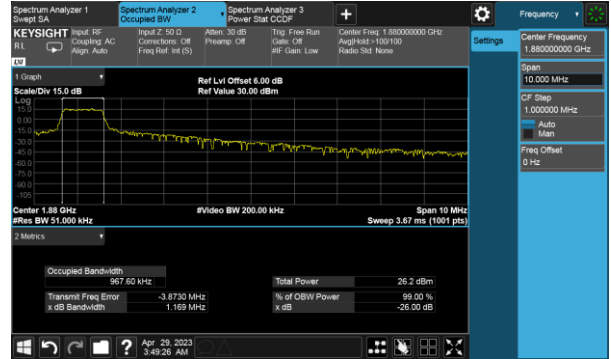 Spectrum Analyzer 1
Swept SA
Spectrum Analyzer 2
Occupied BW
Spectrum Analyzer 3
Power Stat CCDF
+
Frequency
KEYSIGHT
RL
Input: RF
Coupling: AC
Align: Auto
Input Z: 50 Ω
Corrections: Off
Freq Ref: Int (S)
Atten: 30 dB
Preamp: Off
Trig: Free Run
Gate: Off
#IF Gain: Low
Center Freq: 1.880000000 GHz
Avg|Hold:>100/100
Radio Std: None
Settings
Center Frequency
1.880000000 GHz
Span
10.000 MHz
CF Step
1.000000 MHz
Auto
Man
Freq Offset
0 Hz
1 Graph
Scale/Div 15.0 dB
Ref Lvl Offset 6.00 dB
Ref Value 30.00 dBm
Log
15.0
0.00
-15.0
-30.0
-45.0
-60.0
-75.0
-90.0
-105
Center 1.88 GHz
#Res BW 51.000 kHz
#Video BW 200.00 kHz
Span 10 MHz
Sweep 3.67 ms (1001 pts)
2 Metrics
Occupied Bandwidth
967.60 kHz
Total Power 26.2 dBm
Transmit Freq Error -3.8730 MHz
% of OBW Power 99.00 %
x dB Bandwidth 1.169 MHz
x dB -26.00 dB
?
Apr 29, 2023
3:49:26 AM